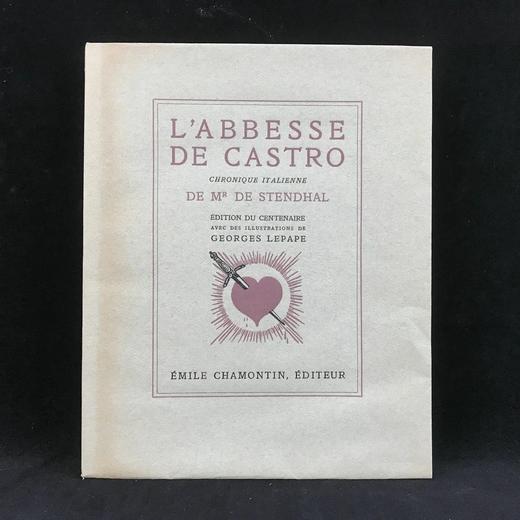 L'ABBESSE
DE CASTRO
CHRONIQUE ITALIENNE
DE Mᴿ DE STENDHAL
ÉDITION DU CENTENAIRE
AVEC DES ILLUSTRATIONS DE
GEORGES LEPAPE
ÉMILE CHAMONTIN, ÉDITEUR